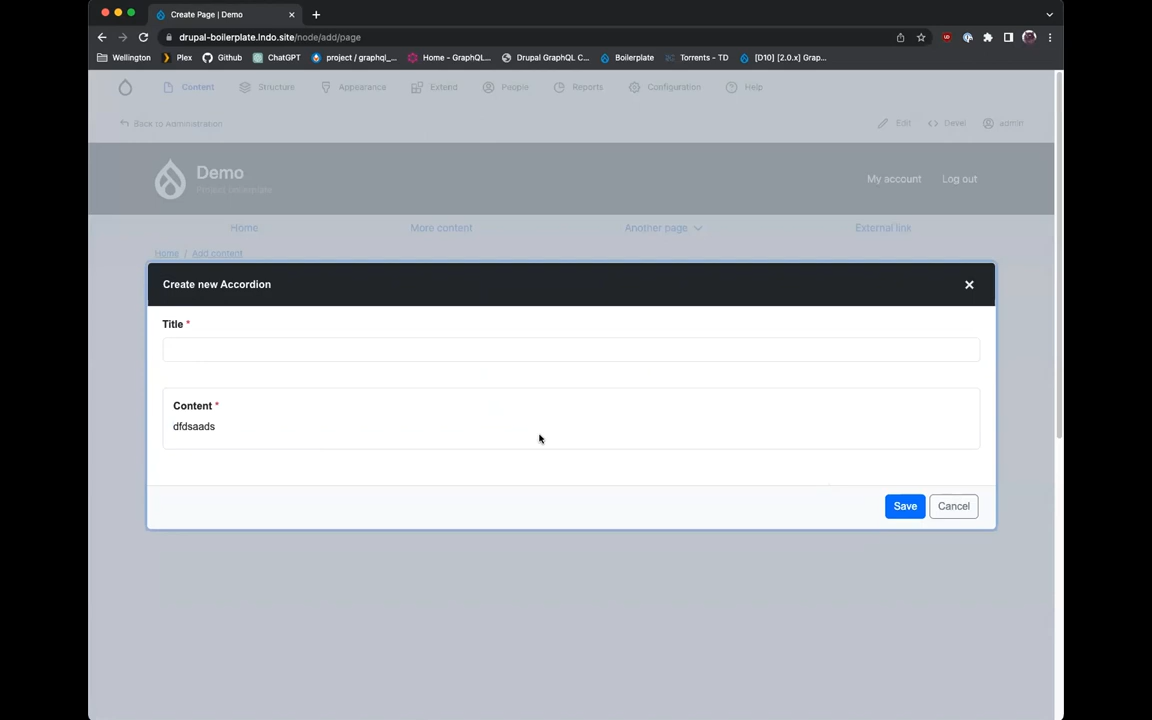 Create Page | Demo
drupal-boilerplate.lndo.site/node/add/page
Wellington Plex Github ChatGPT project / graphql_... Home - GraphQL... Drupal GraphQL C... Boilerplate Torrents - TD [D10] [2.0.x] Grap...
Content Structure Appearance Extend People Reports Configuration Help
Back to Administration Edit Devel admin
Demo
Project boilerplate
My account Log out
Home More content Another page External link
Home / Add content
Create new Accordion
Title *
Content *
dfdsaads
Save Cancel